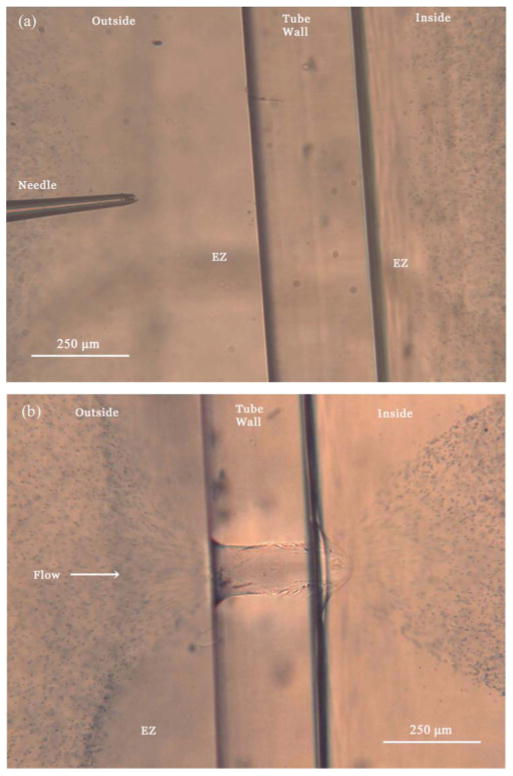 (a)
Outside
Tube
Wall
Inside
Needle
EZ
EZ
250 μm
(b)
Outside
Tube
Wall
Inside
Flow
EZ
250 μm